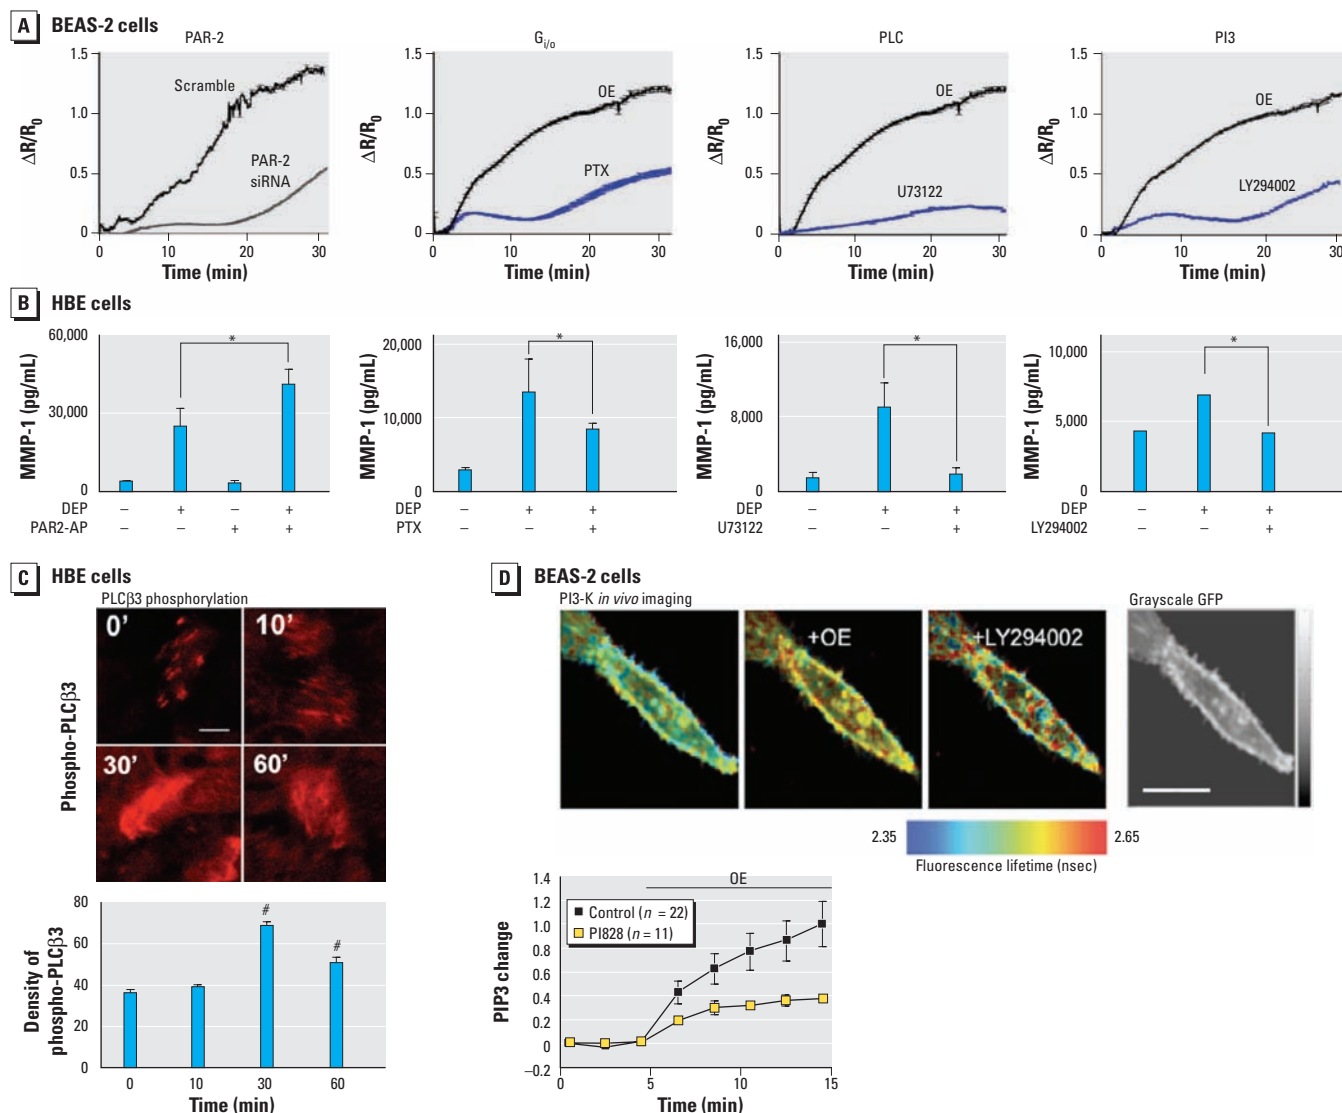 A BEAS-2 cells
PAR-2
1.5
1.0
0.5
0
ΔR/R0
Scramble
PAR-2
siRNA
10
20
30
Time (min)
Gi/o
1.5
1.0
0.5
0
ΔR/R0
OE
PTX
0
10
20
30
Time (min)
PLC
1.5
1.0
0.5
0
ΔR/R0
OE
U73122
0
10
20
30
Time (min)
PI3
1.5
1.0
0.5
0
ΔR/R0
OE
LY294002
0
10
20
30
Time (min)
B HBE cells
60,000
30,000
0
MMP-1 (pg/mL)
*
DEP – + – +
PAR2-AP – – + +
20,000
10,000
0
MMP-1 (pg/mL)
*
DEP – + +
PTX – – +
16,000
8,000
0
MMP-1 (pg/mL)
*
DEP – + +
U73122 – – +
10,000
5,000
0
MMP-1 (pg/mL)
*
DEP – + +
LY294002 – – +
C HBE cells
PLCβ3 phosphorylation
Phospho-PLCβ3
0'
10'
30'
60'
80
60
40
20
0
Density of
phospho-PLCβ3
#
#
0
10
30
60
Time (min)
D BEAS-2 cells
PI3-K in vivo imaging
+OE
+LY294002
Grayscale GFP
2.35
2.65
Fluorescence lifetime (nsec)
1.4
1.2
1.0
0.8
0.6
0.4
0.2
0
–0.2
PIP3 change
OE
Control (n = 22)
PI828 (n = 11)
0
5
10
15
Time (min)